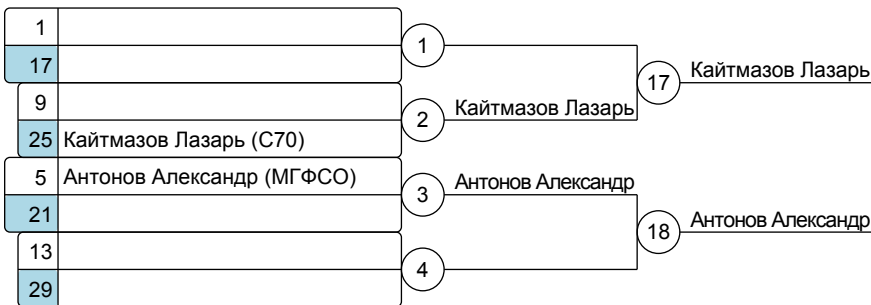 1
17
1
17 Кайтмазов Лазарь
9
2 Кайтмазов Лазарь
25 Кайтмазов Лазарь (С70)
5 Антонов Александр (МГФСО)
3 Антонов Александр
21
18 Антонов Александр
13
4
29